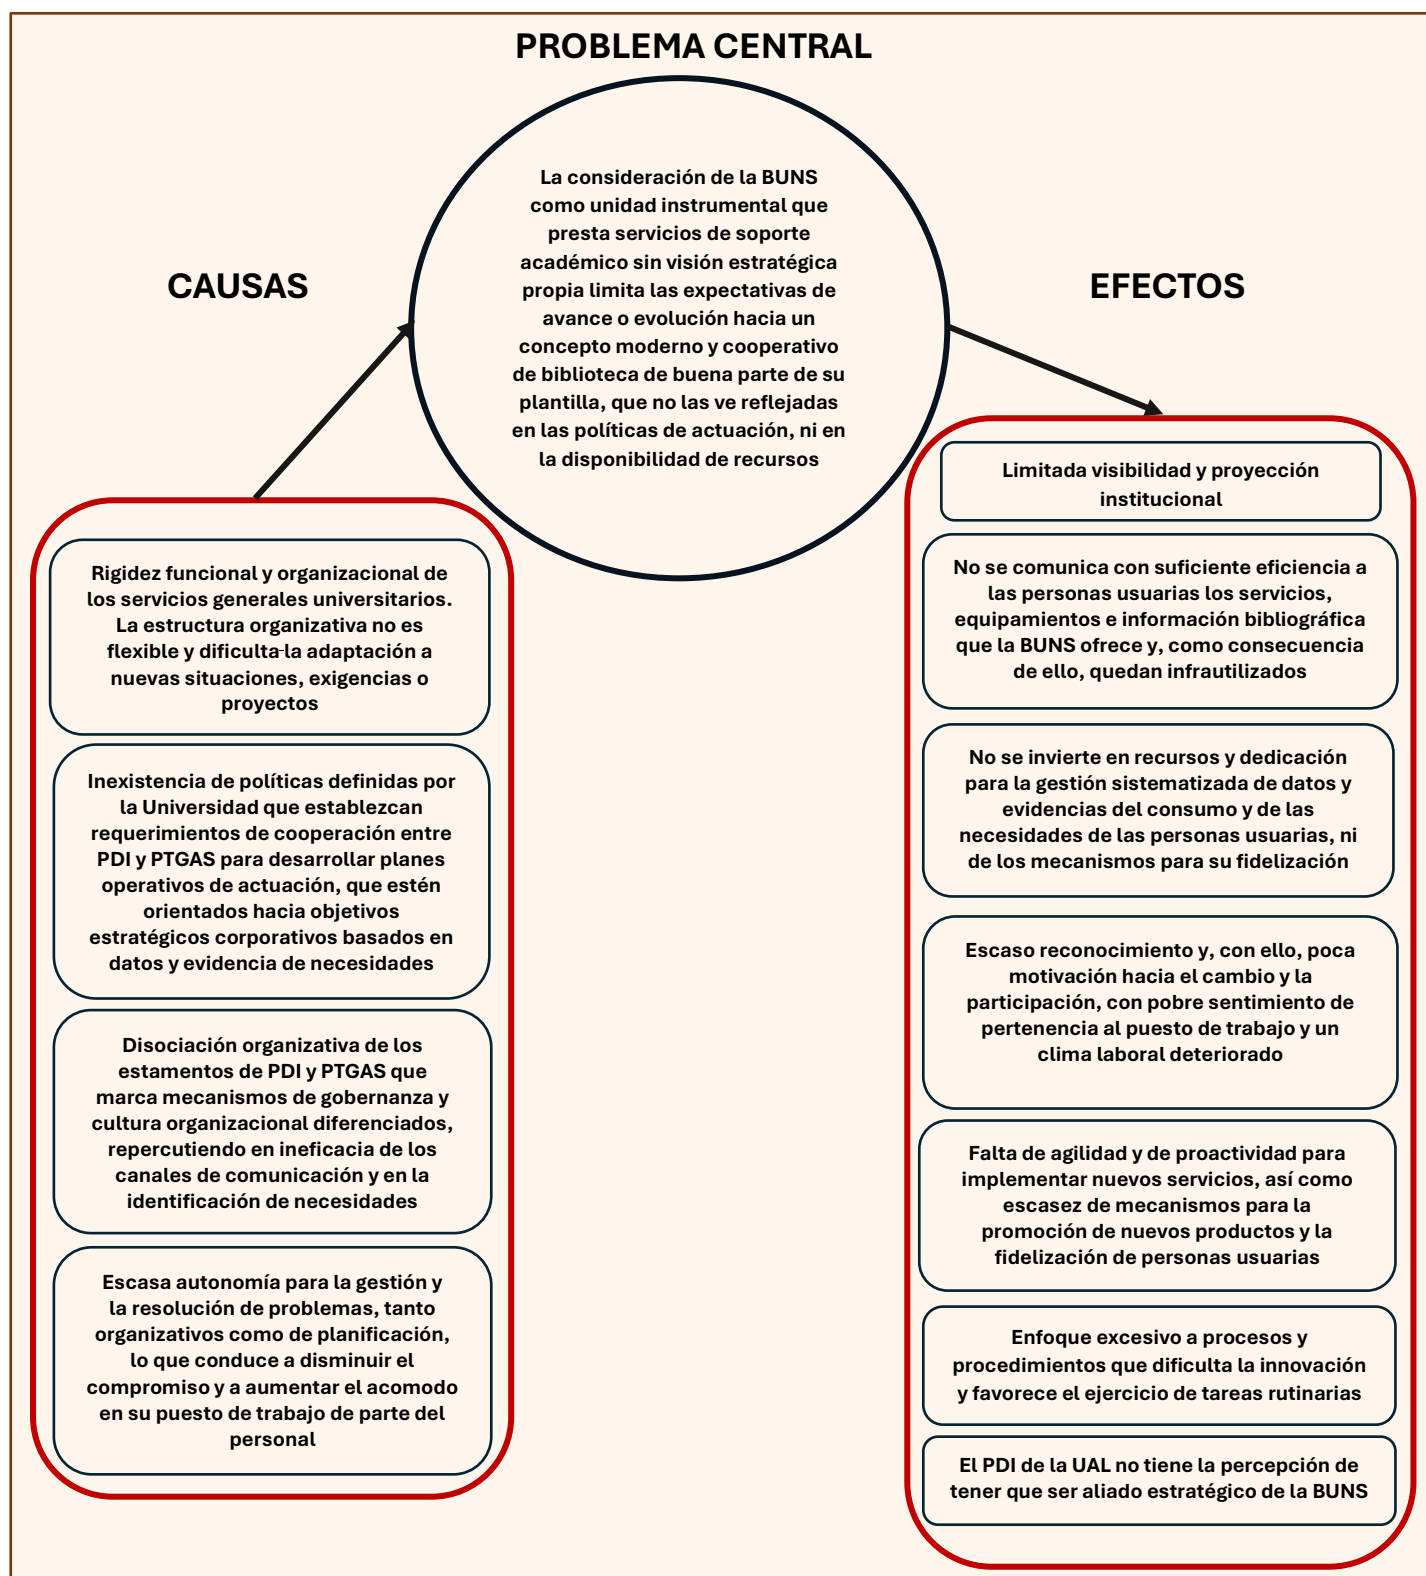 PROBLEMA CENTRAL
La consideración de la BUNS
como unidad instrumental que
presta servicios de soporte
académico sin visión estratégica
propia limita las expectativas de
avance o evolución hacia un
concepto moderno y cooperativo
de biblioteca de buena parte de su
plantilla, que no las ve reflejadas
en las políticas de actuación, ni en
la disponibilidad de recursos
CAUSAS
Rigidez funcional y organizacional de
los servicios generales universitarios.
La estructura organizativa no es
flexible y dificulta la adaptación a
nuevas situaciones, exigencias o
proyectos
Inexistencia de políticas definidas por
la Universidad que establezcan
requerimientos de cooperación entre
PDI y PTGAS para desarrollar planes
operativos de actuación, que estén
orientados hacia objetivos
estratégicos corporativos basados en
datos y evidencia de necesidades
Disociación organizativa de los
estamentos de PDI y PTGAS que
marca mecanismos de gobernanza y
cultura organizacional diferenciados,
repercutiendo en ineficacia de los
canales de comunicación y en la
identificación de necesidades
Escasa autonomía para la gestión y
la resolución de problemas, tanto
organizativos como de planificación,
lo que conduce a disminuir el
compromiso y a aumentar el acomodo
en su puesto de trabajo de parte del
personal
EFECTOS
Limitada visibilidad y proyección
institucional
No se comunica con suficiente eficiencia a
las personas usuarias los servicios,
equipamientos e información bibliográfica
que la BUNS ofrece y, como consecuencia
de ello, quedan infrautilizados
No se invierte en recursos y dedicación
para la gestión sistematizada de datos y
evidencias del consumo y de las
necesidades de las personas usuarias, ni
de los mecanismos para su fidelización
Escaso reconocimiento y, con ello, poca
motivación hacia el cambio y la
participación, con pobre sentimiento de
pertenencia al puesto de trabajo y un
clima laboral deteriorado
Falta de agilidad y de proactividad para
implementar nuevos servicios, así como
escasez de mecanismos para la
promoción de nuevos productos y la
fidelización de personas usuarias
Enfoque excesivo a procesos y
procedimientos que dificulta la innovación
y favorece el ejercicio de tareas rutinarias
El PDI de la UAL no tiene la percepción de
tener que ser aliado estratégico de la BUNS